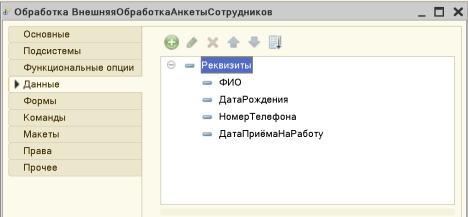 Обработка ВнешняяОбработкаАнкетыСотрудников
Основные
Подсистемы
Функциональные опции
Данные
Формы
Команды
Макеты
Права
Прочее
Реквизиты
ФИО
ДатаРождения
НомерТелефона
ДатаПриёмаНаРаботу